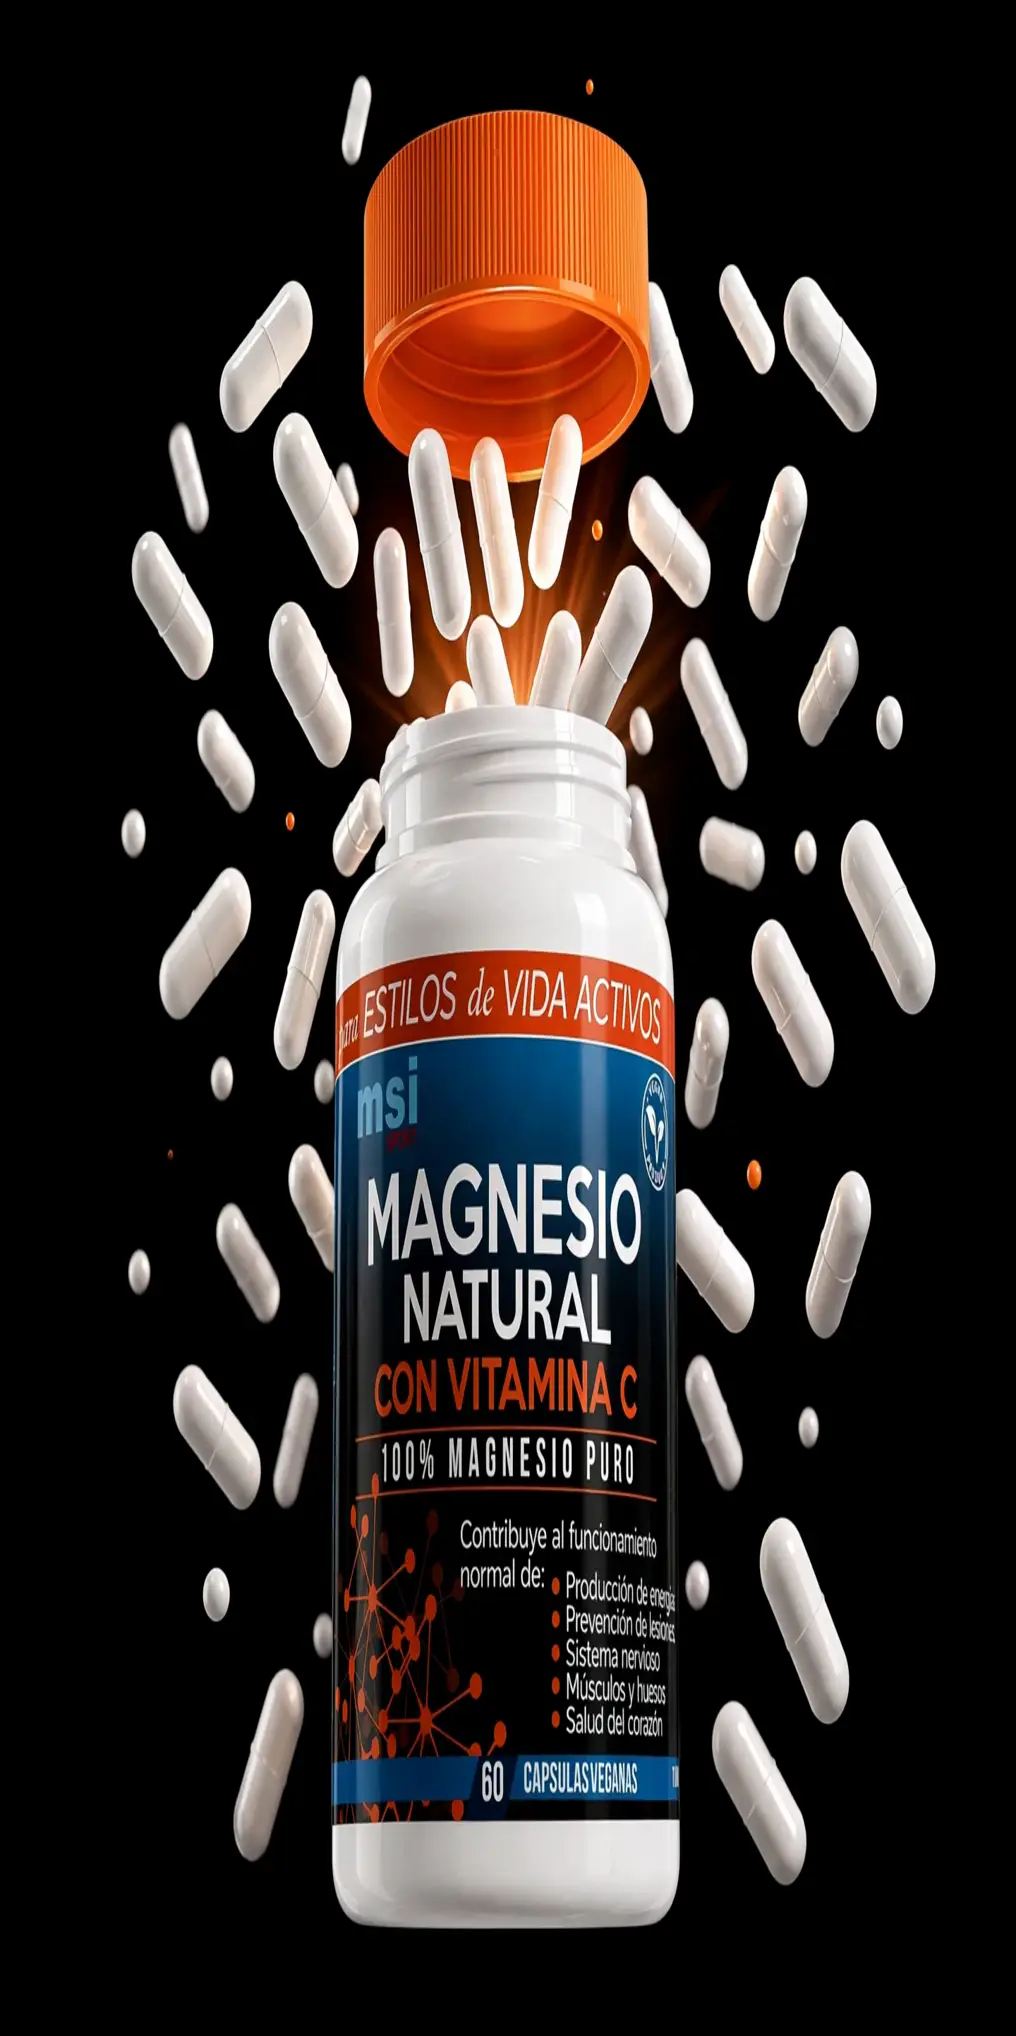 para ESTILOS de VIDA ACTIVOS
msi
VEGAN
MAGNESIO
NATURAL
CON VITAMINA C
100% MAGNESIO PURO
Contribuye al funcionamiento
normal de:
Producción de energía
Prevención de lesiones
Sistema nervioso
Músculos y huesos
Salud del corazón
60 CAPSULAS VEGANAS